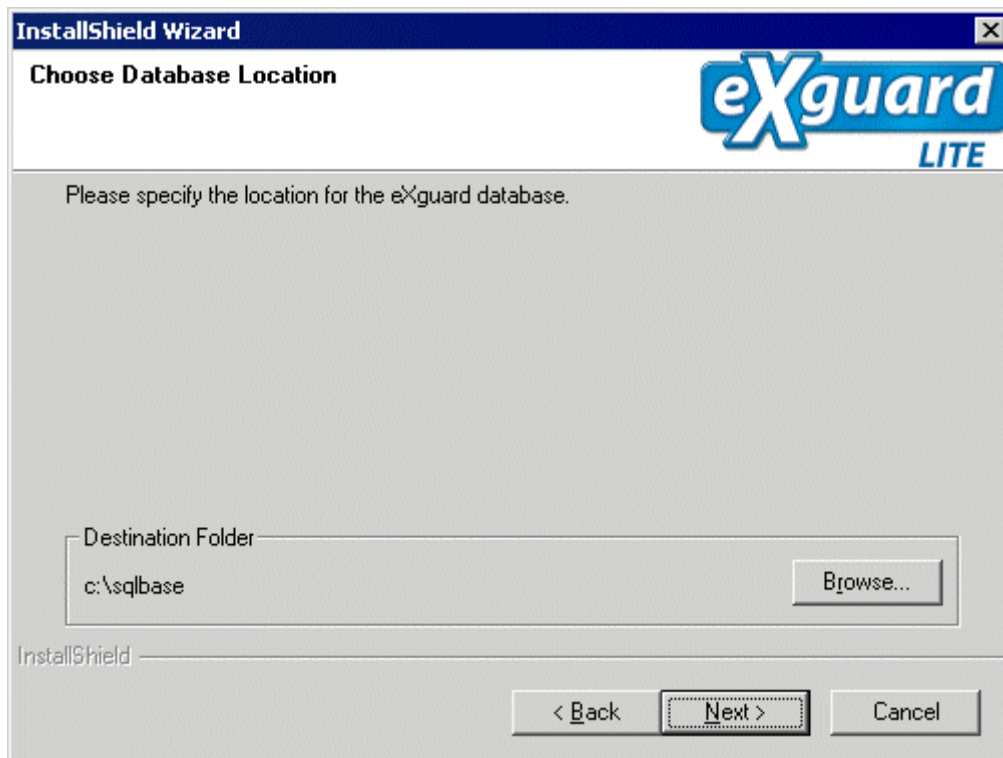 InstallShield Wizard
Choose Database Location
eXguard
LITE
Please specify the location for the eXguard database.
Destination Folder
c:\sqlbase
Browse...
InstallShield
< Back
Next >
Cancel